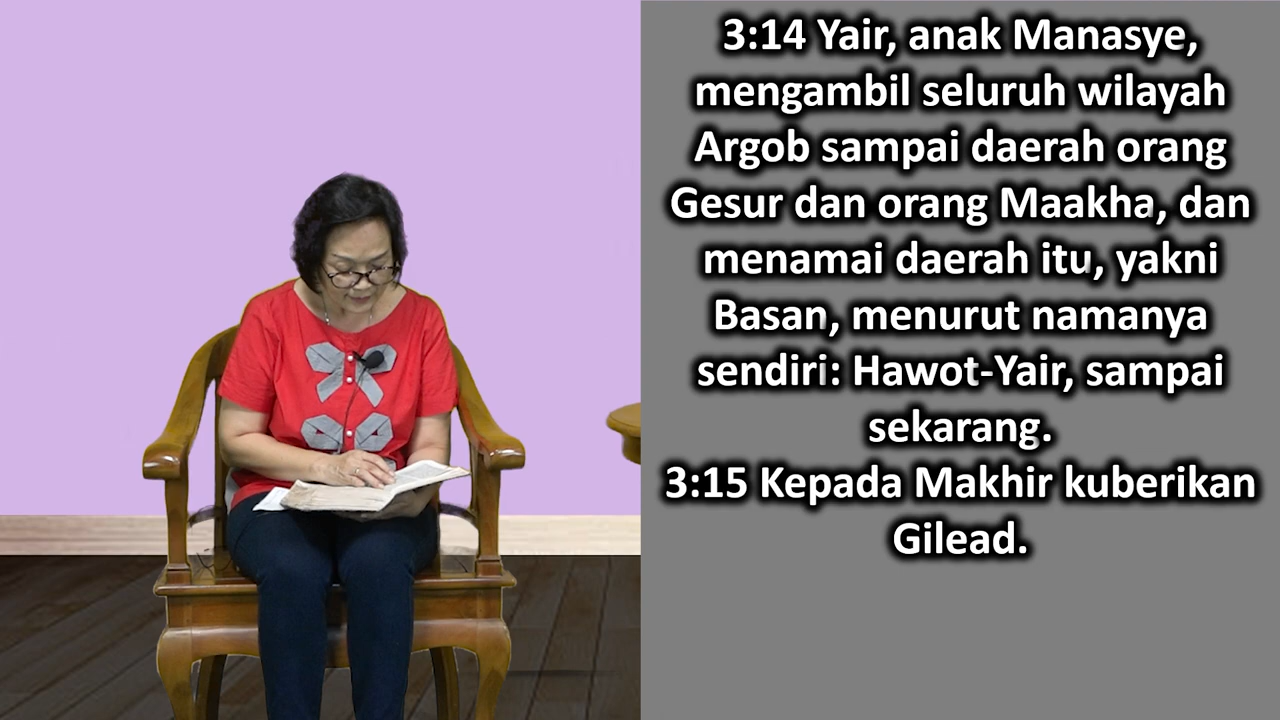 3:14 Yair, anak Manasye,
mengambil seluruh wilayah
Argob sampai daerah orang
Gesur dan orang Maakha, dan
menamai daerah itu, yakni
Basan, menurut namanya
sendiri: Hawot-Yair, sampai
sekarang.
3:15 Kepada Makhir kuberikan
Gilead.